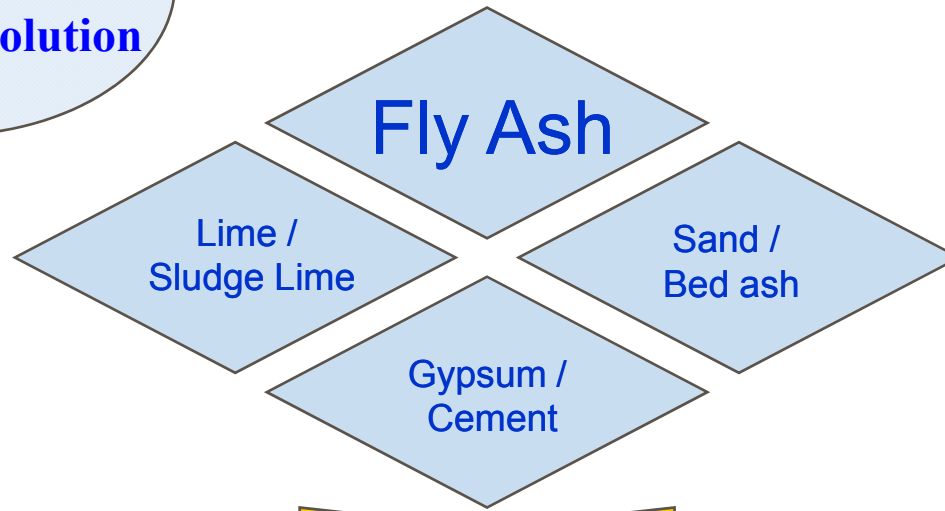 olution
Fly Ash
Lime /
Sludge Lime
Sand /
Bed ash
Gypsum /
Cement